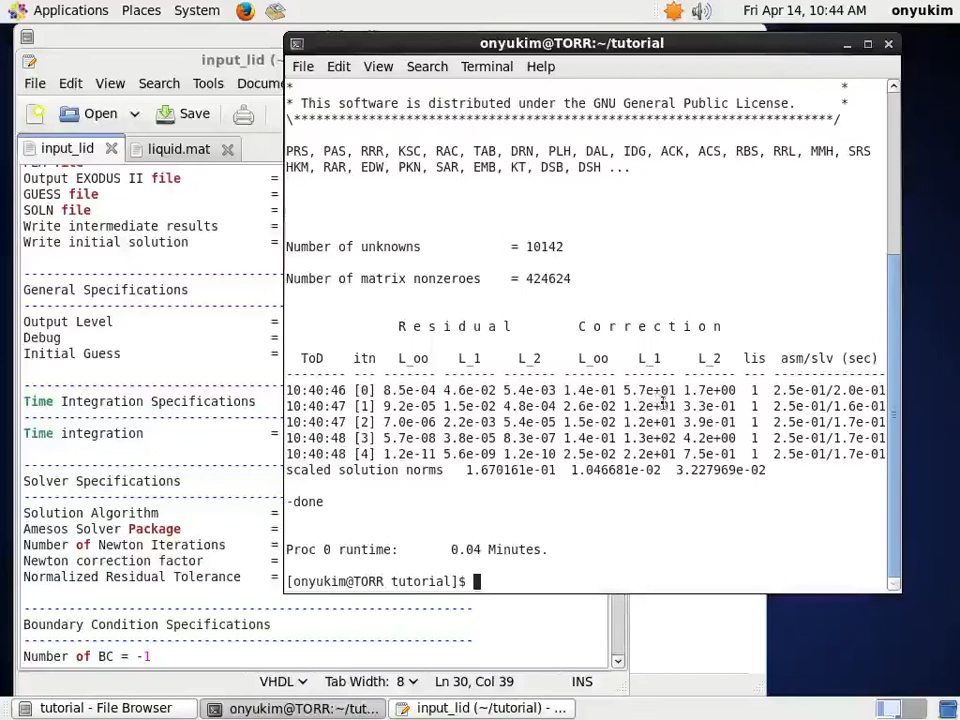 Applications Places System Fri Apr 14, 10:44 AM onyukim
input_lid (~
File Edit View Search Tools Docume
Open Save
input_lid liquid.mat
Output EXODUS II file =
GUESS file =
SOLN file =
Write intermediate results =
Write initial solution =
General Specifications
Output Level =
Debug =
Initial Guess =
Time Integration Specifications
Time integration =
Solver Specifications
Solution Algorithm =
Amesos Solver Package =
Number of Newton Iterations =
Newton correction factor =
Normalized Residual Tolerance =
Boundary Condition Specifications
Number of BC = -1
VHDL Tab Width: 8 Ln 30, Col 39 INS
onyukim@TORR:~/tutorial
File Edit View Search Terminal Help
* *
* This software is distributed under the GNU General Public License. *
\*************************************************************************/
PRS, PAS, RRR, KSC, RAC, TAB, DRN, PLH, DAL, IDG, ACK, ACS, RBS, RRL, MMH, SRS
HKM, RAR, EDW, PKN, SAR, EMB, KT, DSB, DSH ...
Number of unknowns = 10142
Number of matrix nonzeroes = 424624
R e s i d u a l C o r r e c t i o n
ToD itn L_oo L_1 L_2 L_oo L_1 L_2 lis asm/slv (sec)
-------- --- ------- ------- ------- ------- ------- ------- --- ---------------
10:40:46 [0] 8.5e-04 4.6e-02 5.4e-03 1.4e-01 5.7e+01 1.7e+00 1 2.5e-01/2.0e-01
10:40:47 [1] 9.2e-05 1.5e-02 4.8e-04 2.6e-02 1.2e+01 3.3e-01 1 2.5e-01/1.6e-01
10:40:47 [2] 7.0e-06 2.2e-03 5.4e-05 1.5e-02 1.2e+01 3.9e-01 1 2.5e-01/1.7e-01
10:40:48 [3] 5.7e-08 3.8e-05 8.3e-07 1.4e-01 1.3e+02 4.2e+00 1 2.5e-01/1.7e-01
10:40:48 [4] 1.2e-11 5.6e-09 1.2e-10 2.5e-02 2.2e+01 7.5e-01 1 2.5e-01/1.7e-01
scaled solution norms 1.670161e-01 1.046681e-02 3.227969e-02
-done
Proc 0 runtime: 0.04 Minutes.
[onyukim@TORR tutorial]$
tutorial - File Browser onyukim@TORR:~/tut... input_lid (~/tutorial) - ...